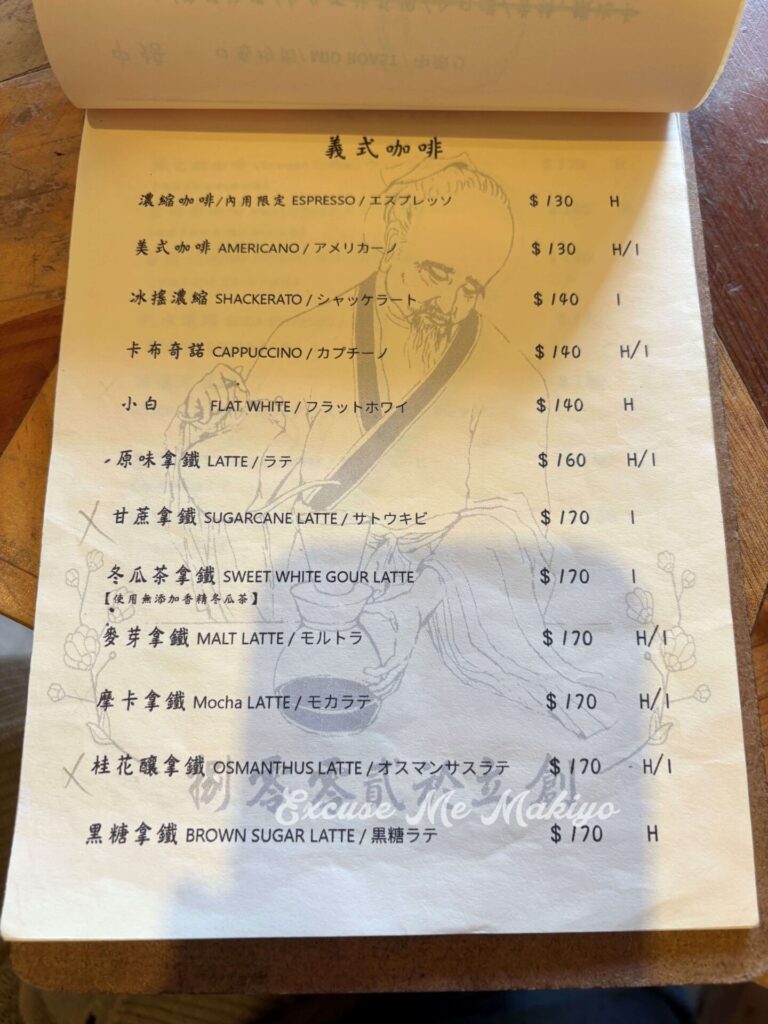 義式咖啡
濃縮咖啡/內用限定 ESPRESSO / エスプレッソ $ 130 H
美式咖啡 AMERICANO / アメリカーノ $ 130 H/I
冰搖濃縮 SHACKERATO / シャッケラート $ 140 I
卡布奇諾 CAPPUCCINO / カプチーノ $ 140 H/I
小白 FLAT WHITE / フラットホワイ $ 140 H
原味拿鐵 LATTE / ラテ $ 160 H/I
甘蔗拿鐵 SUGARCANE LATTE / サトウキビ $ 170 I
冬瓜茶拿鐵 SWEET WHITE GOUR LATTE $ 170 I
【使用無添加香精冬瓜茶】
麥芽拿鐵 MALT LATTE / モルトラ $ 170 H/I
摩卡拿鐵 Mocha LATTE / モカラテ $ 170 H/I
桂花釀拿鐵 OSMANTHUS LATTE / オスマンサスラテ $ 170 H/I
捌零零貳於立創
Excuse Me Makiyo
黑糖拿鐵 BROWN SUGAR LATTE / 黒糖ラテ $ 170 H